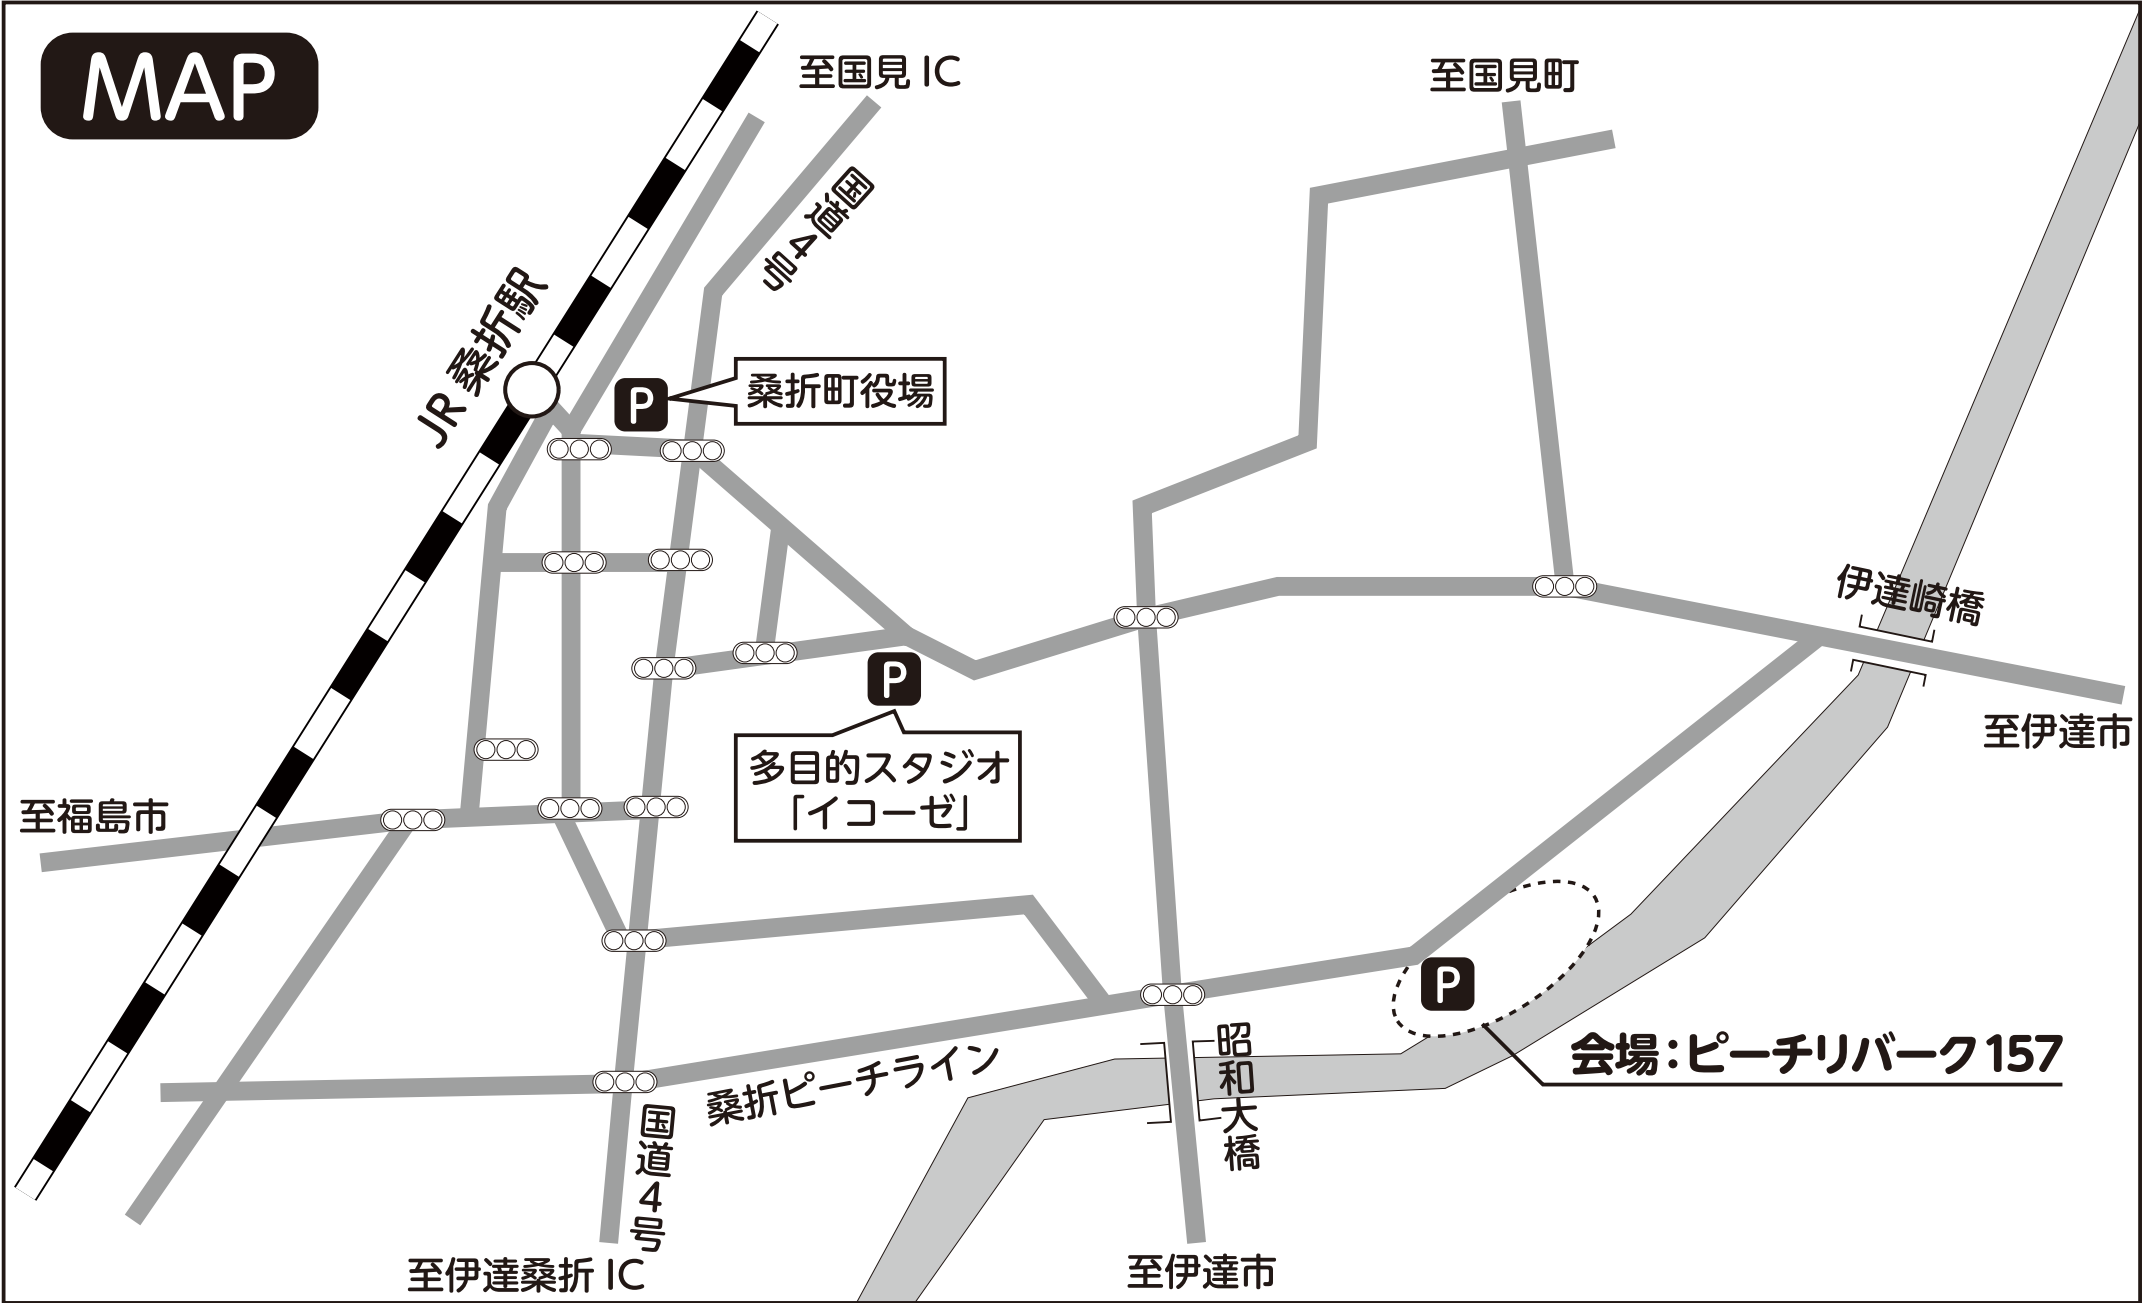 MAP
至国見IC
至国見町
国道4号
JR 桑折駅
P
桑折町役場
伊達崎橋
P
至伊達市
多目的スタジオ
「イコーゼ」
至福島市
P
会場：ピーチリバーク157
昭和大橋
桑折ピーチライン
国道4号
至伊達桑折IC
至伊達市